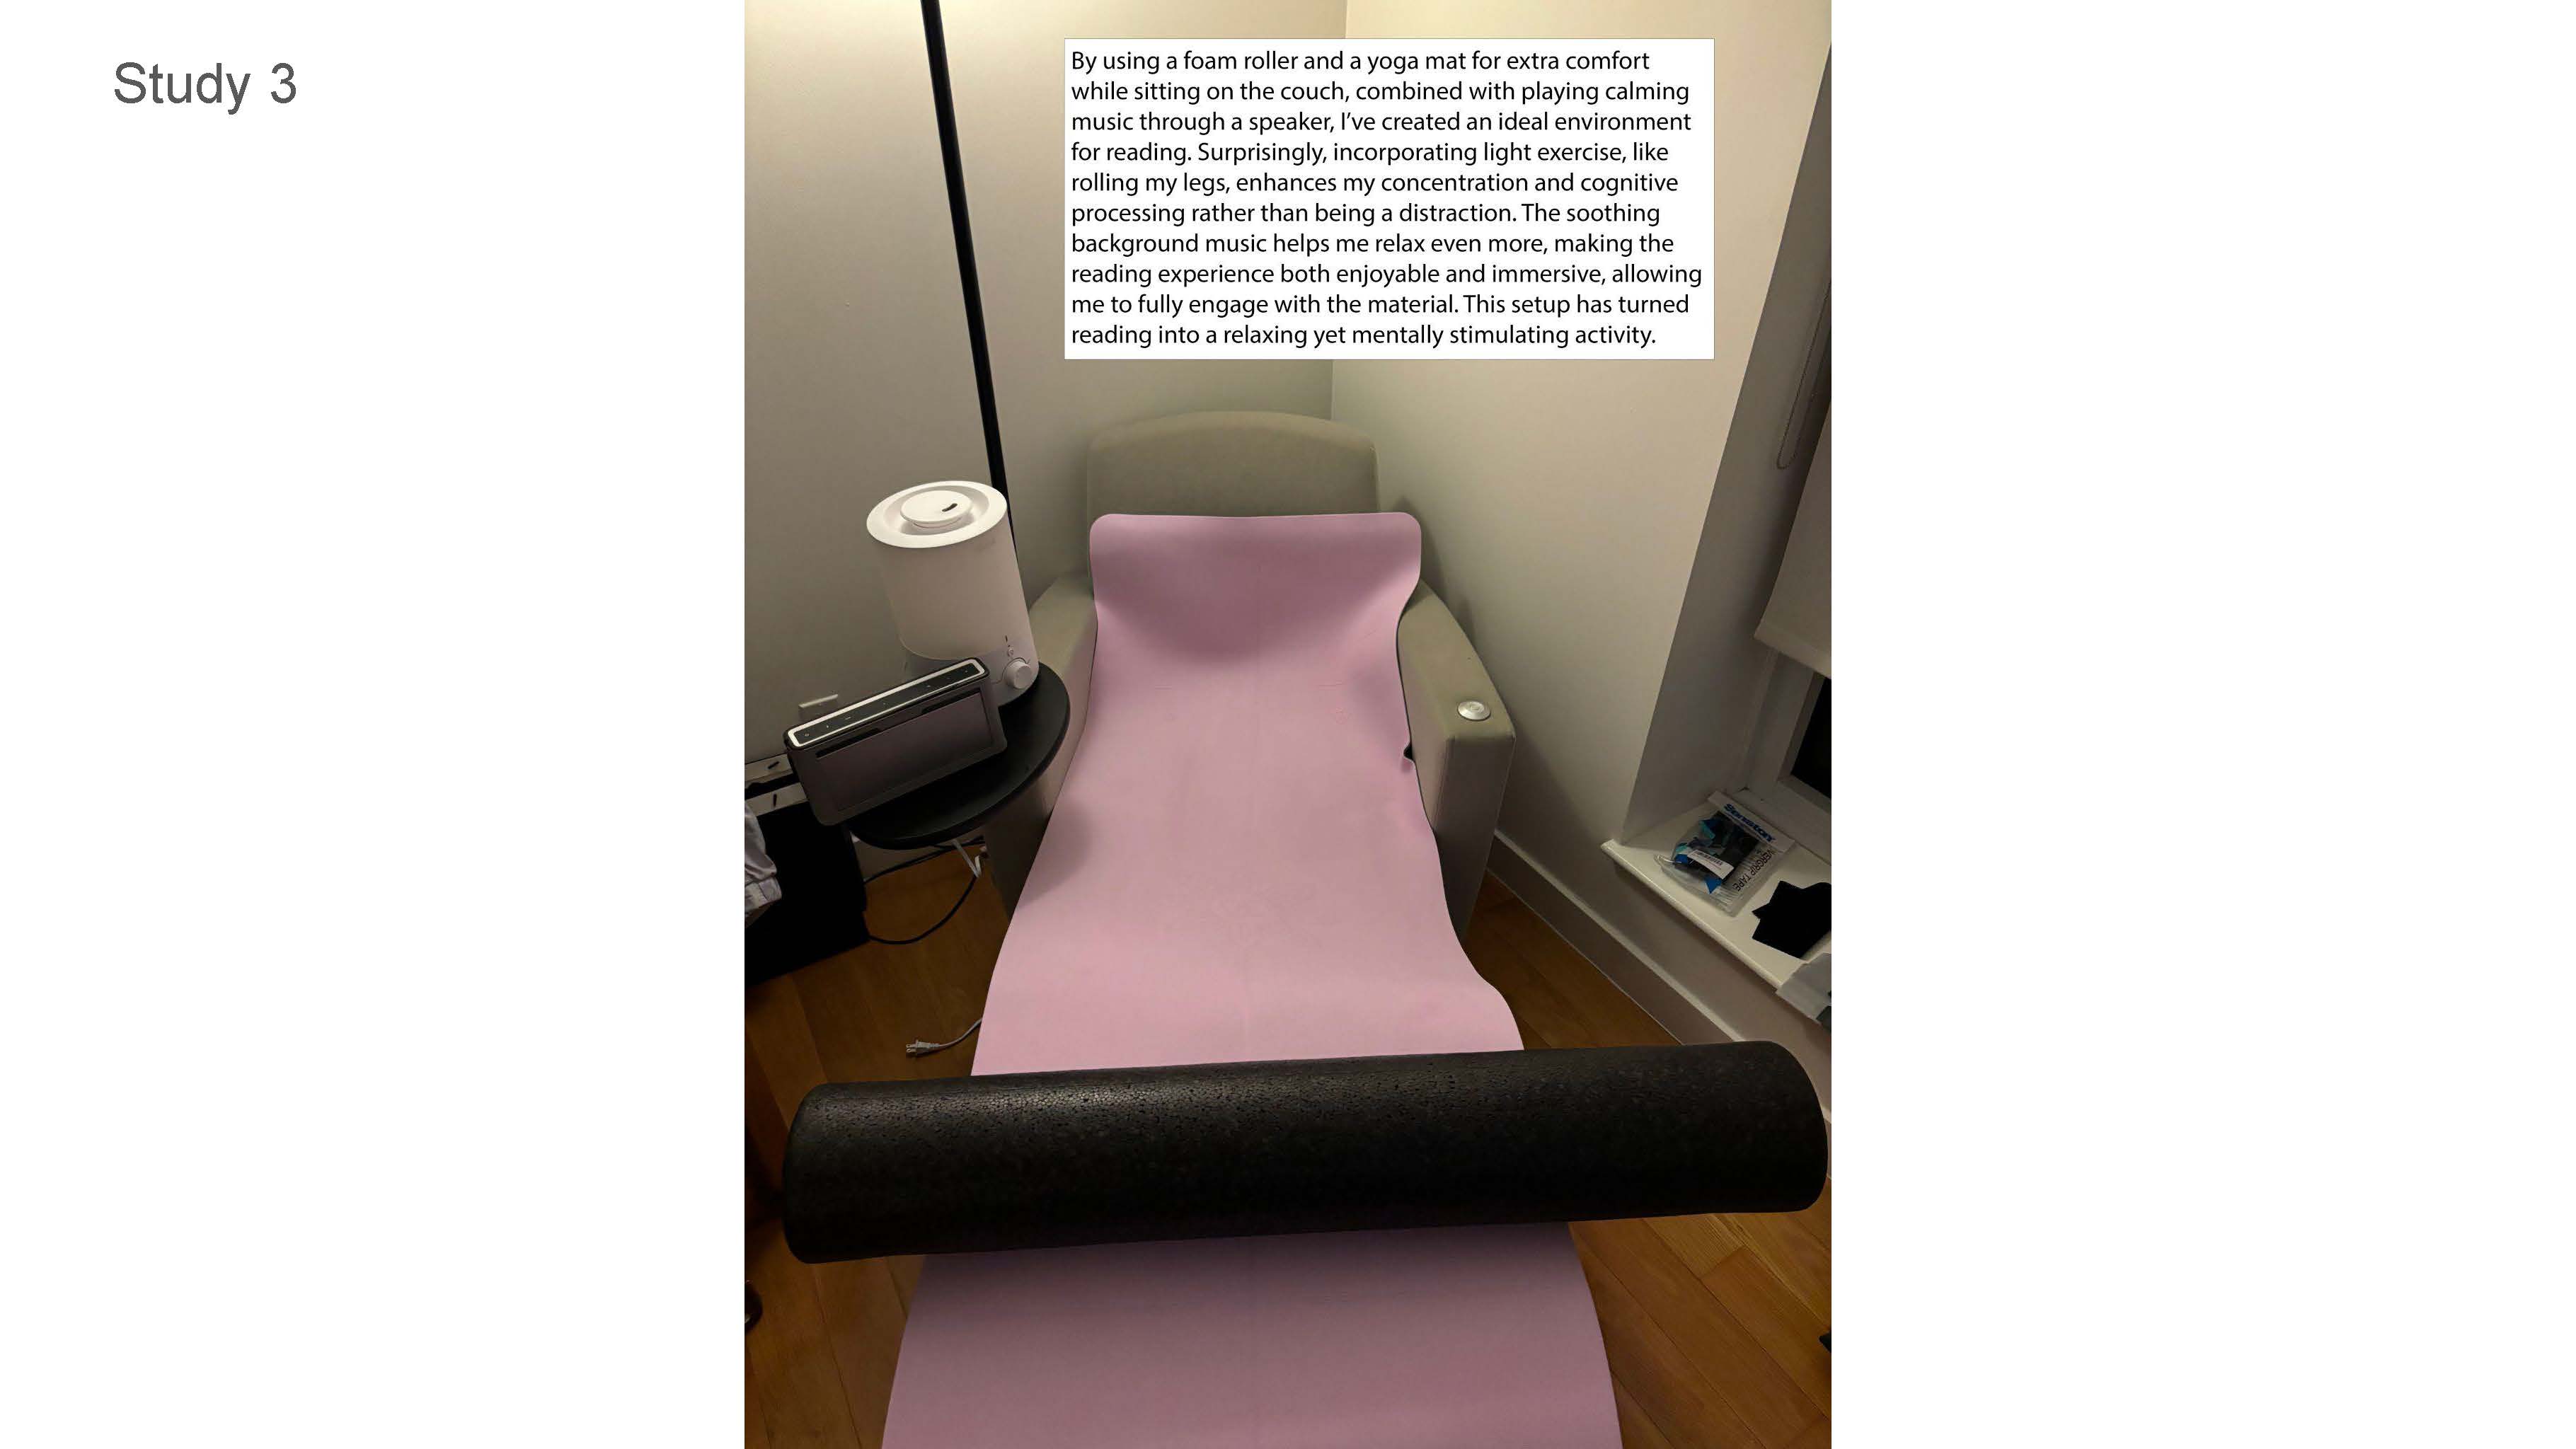 Study 3
By using a foam roller and a yoga mat for extra comfort
while sitting on the couch, combined with playing calming
music through a speaker, I’ve created an ideal environment
for reading. Surprisingly, incorporating light exercise, like
rolling my legs, enhances my concentration and cognitive
processing rather than being a distraction. The soothing
background music helps me relax even more, making the
reading experience both enjoyable and immersive, allowing
me to fully engage with the material. This setup has turned
reading into a relaxing yet mentally stimulating activity.
TAPE